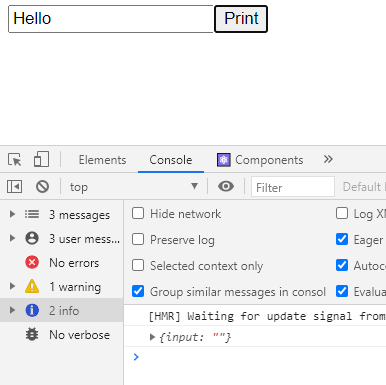 Hello Print
Elements Console Components »
top Filter Default
3 messages
3 user mess...
No errors
1 warning
2 info
No verbose
Hide network Log
Preserve log Eager
Selected context only
Group similar messages in consol
[HMR] Waiting for update signal from
{input: ""}